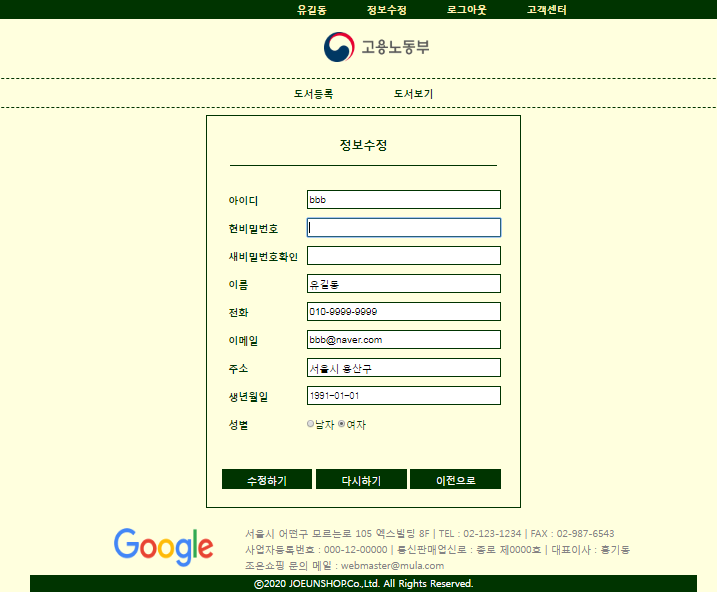 유길동 정보수정 로그아웃 고객센터
고용노동부
도서등록 도서보기
정보수정
아이디 bbb
현비밀번호
새비밀번호확인
이름 유길동
전화 010-9999-9999
이메일 bbb@naver.com
주소 서울시 용산구
생년월일 1991-01-01
성별 남자 여자
수정하기 다시하기 이전으로
Google
서울시 어떤구 모르는로 105 엑스빌딩 8F | TEL : 02-123-1234 | FAX : 02-987-6543
사업자등록번호 : 000-12-00000 | 통신판매업신로 : 종로 제0000호 | 대표이사 : 홍기동
조은쇼핑 문의 메일 : webmaster@mula.com
©2020 JOEUNSHOP.Co.,Ltd. All Rights Reserved.